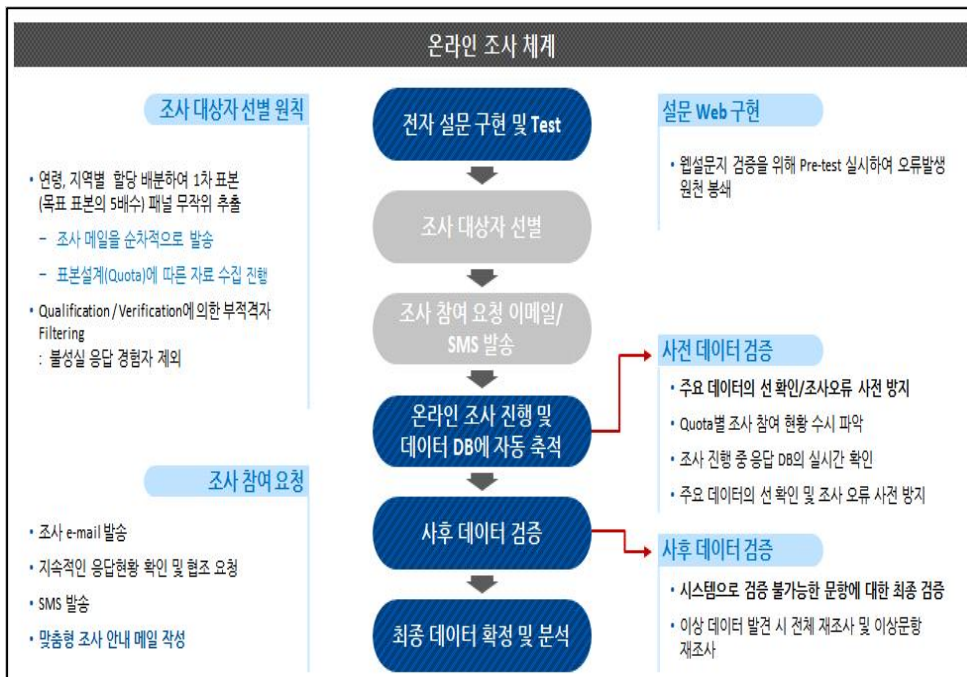 온라인 조사 체계
조사 대상자 선별 원칙
• 연령, 지역별 할당 배분하여 1차 표본
(목표 표본의 5배수) 패널 무작위 추출
– 조사 메일을 순차적으로 발송
– 표본설계(Quota)에 따른 자료 수집 진행
• Qualification / Verification에 의한 부적격자
Filtering
: 불성실 응답 경험자 제외
조사 참여 요청
• 조사 e-mail 발송
• 지속적인 응답현황 확인 및 협조 요청
• SMS 발송
• 맞춤형 조사 안내 메일 작성
전자 설문 구현 및 Test
조사 대상자 선별
조사 참여 요청 이메일/
SMS 발송
온라인 조사 진행 및
데이터 DB에 자동 축적
사후 데이터 검증
최종 데이터 확정 및 분석
설문 Web 구현
• 웹설문지 검증을 위해 Pre-test 실시하여 오류발생
원천 봉쇄
사전 데이터 검증
• 주요 데이터의 선 확인/조사오류 사전 방지
• Quota별 조사 참여 현황 수시 파악
• 조사 진행 중 응답 DB의 실시간 확인
• 주요 데이터의 선 확인 및 조사 오류 사전 방지
사후 데이터 검증
• 시스템으로 검증 불가능한 문항에 대한 최종 검증
• 이상 데이터 발견 시 전체 재조사 및 이상문항
재조사